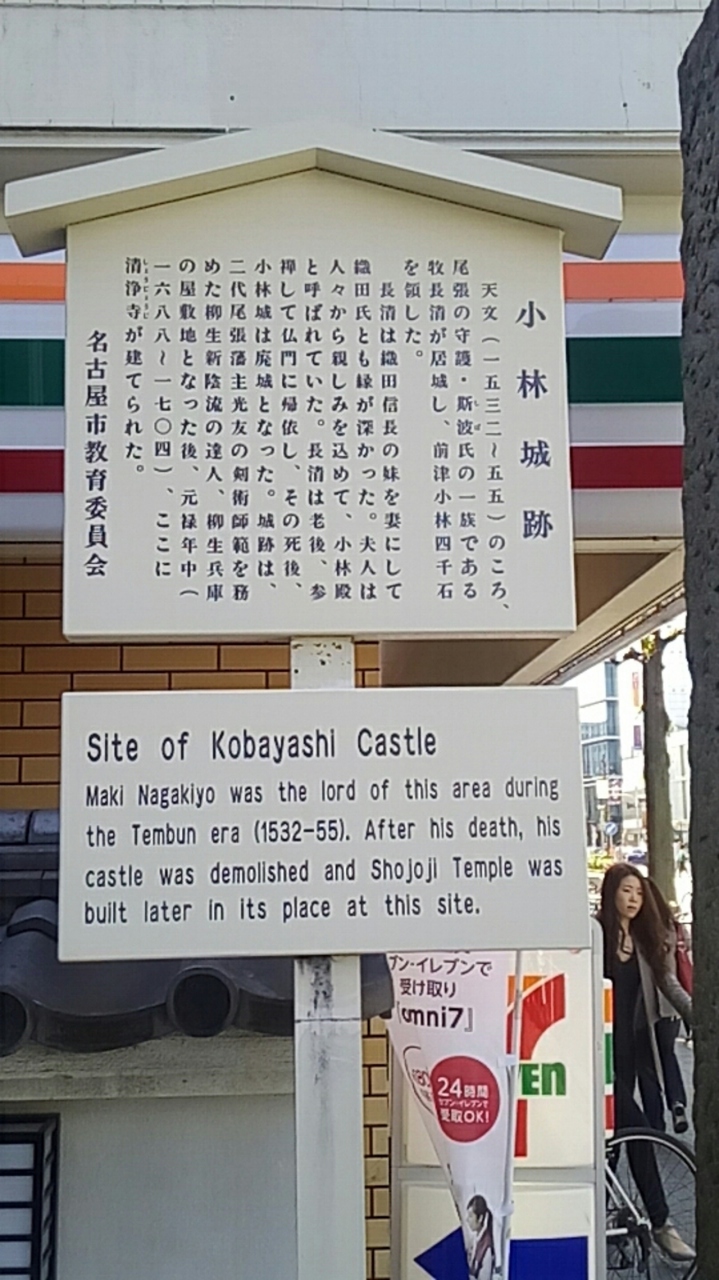 小林城跡
天文（一五三二～五五）のころ、
尾張の守護・斯波氏の一族である
牧長清が居城し、前津小林四千石
を領した。
長清は織田信長の妹を妻にして
織田氏とも縁が深かった。夫人は
人々から親しみを込めて、小林殿
と呼ばれていた。長清は老後、参
禅して仏門に帰依し、その死後、
小林城は廃城となった。城跡は、
二代尾張藩主光友の剣術師範を務
めた柳生新陰流の達人、柳生兵庫
の屋敷地となった後、元禄年中（
一六八八～一七〇四）、ここに
清浄寺が建てられた。
名古屋市教育委員会
Site of Kobayashi Castle
Maki Nagakiyo was the lord of this area during
the Tembun era (1532-55). After his death, his
castle was demolished and Shojoji Temple was
built later in its place at this site.
ブン-イレブンで
受け取り
omni7』
24時間
セブン-イレブンで
受取OK!
VEN